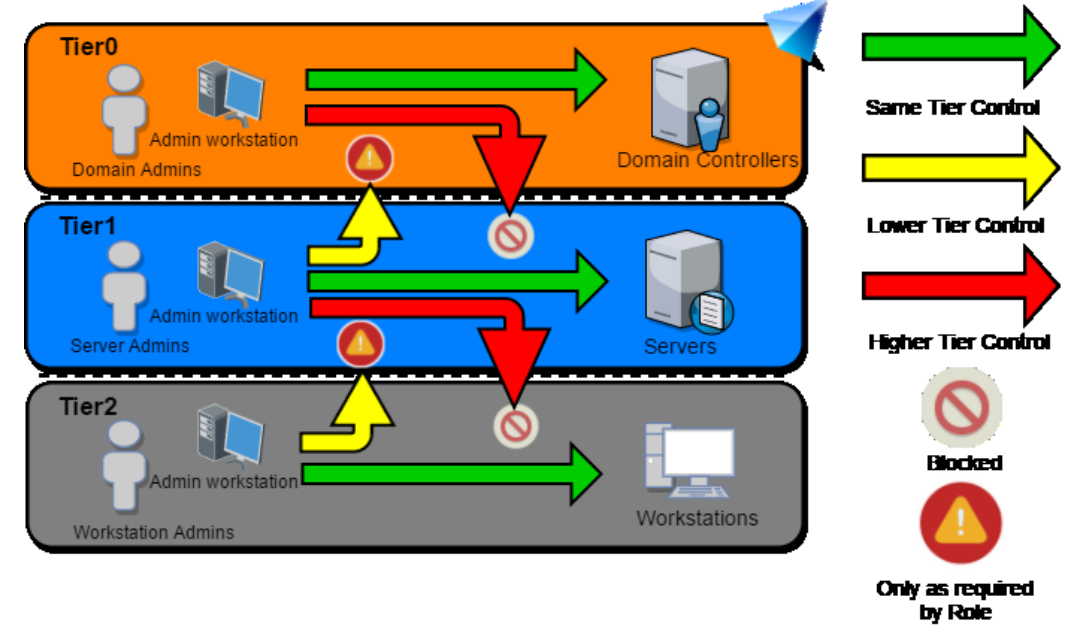 Tier0
Admin workstation
Domain Admins
Domain Controllers
Tier1
Admin workstation
Server Admins
Servers
Tier2
Admin workstation
Workstation Admins
Workstations
Same Tier Control
Lower Tier Control
Higher Tier Control
Blocked
Only as required
by Role